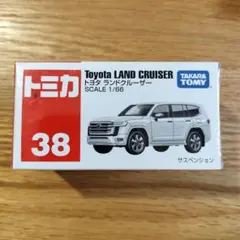 トミカ
38
Toyota LAND CRUISER
トヨタ ランドクルーザー
SCALE 1/66
TAKARA
TOMY
サスペンション